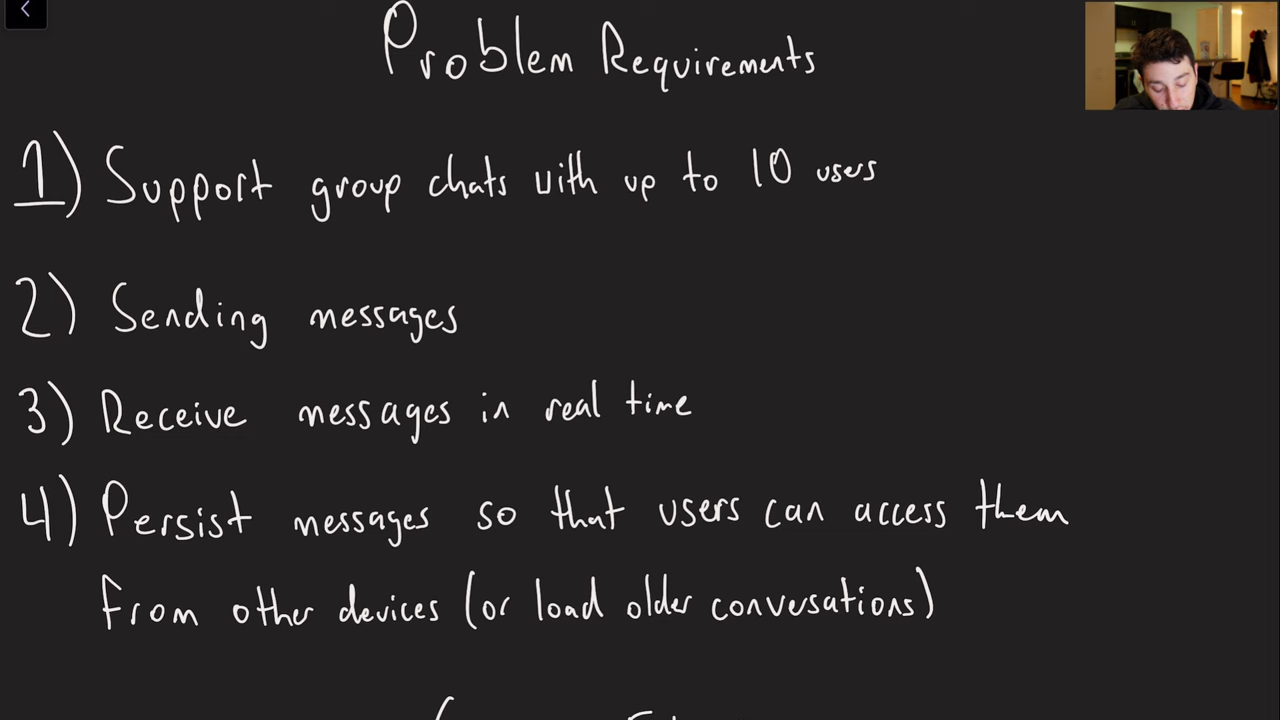 Problem Requirements
1) Support group chats with up to 10 users
2) Sending messages
3) Receive messages in real time
4) Persist messages so that users can access them
from other devices (or load older conversations)